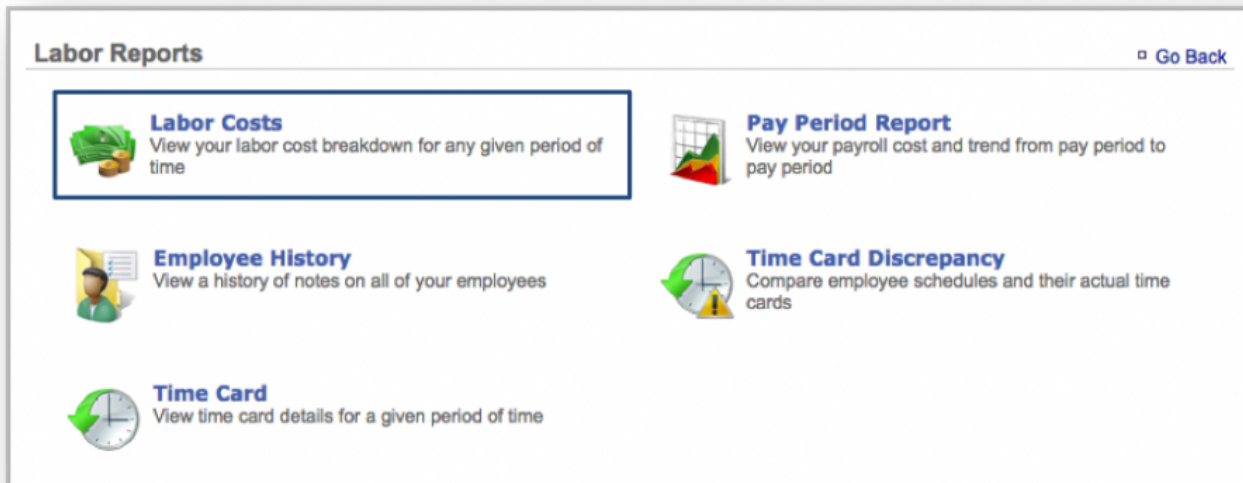 Labor Reports
Go Back
Labor Costs
View your labor cost breakdown for any given period of
time
Pay Period Report
View your payroll cost and trend from pay period to
pay period
Employee History
View a history of notes on all of your employees
Time Card Discrepancy
Compare employee schedules and their actual time
cards
Time Card
View time card details for a given period of time